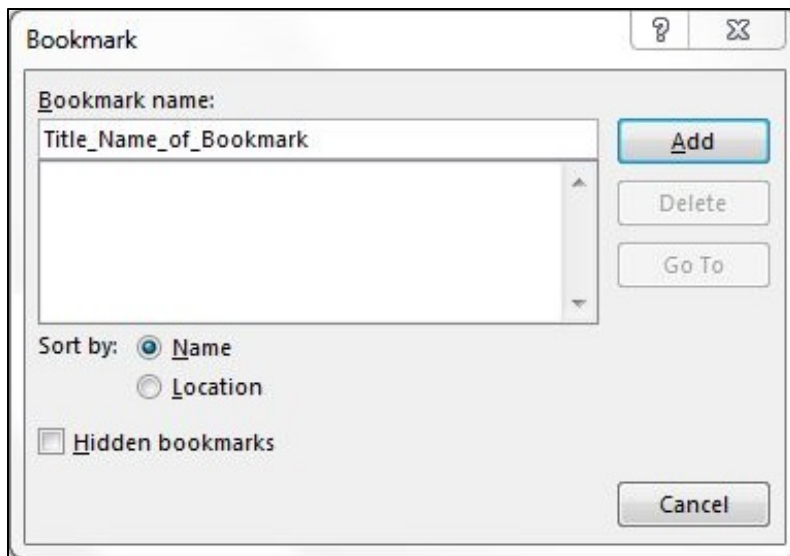 Bookmark
?
Bookmark name:
Title_Name_of_Bookmark
Add
Delete
Go To
Sort by: Name
Location
Hidden bookmarks
Cancel